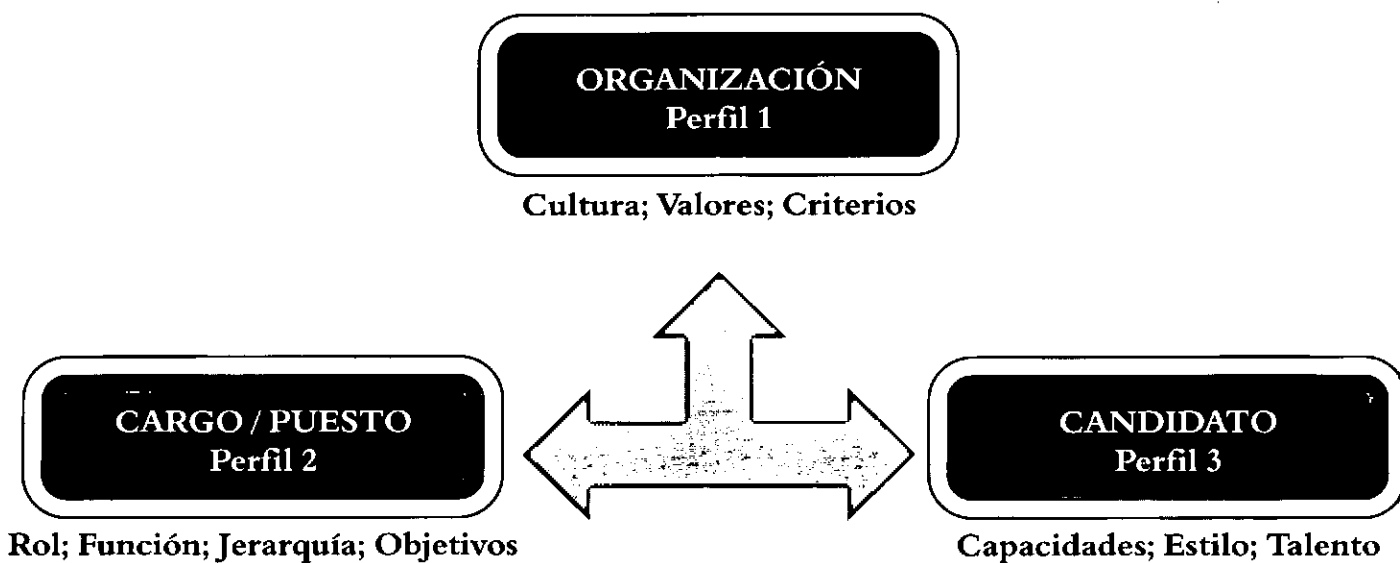 ORGANIZACIÓN
Perfil 1
Cultura; Valores; Criterios
CARGO / PUESTO
Perfil 2
Rol; Función; Jerarquía; Objetivos
CANDIDATO
Perfil 3
Capacidades; Estilo; Talento